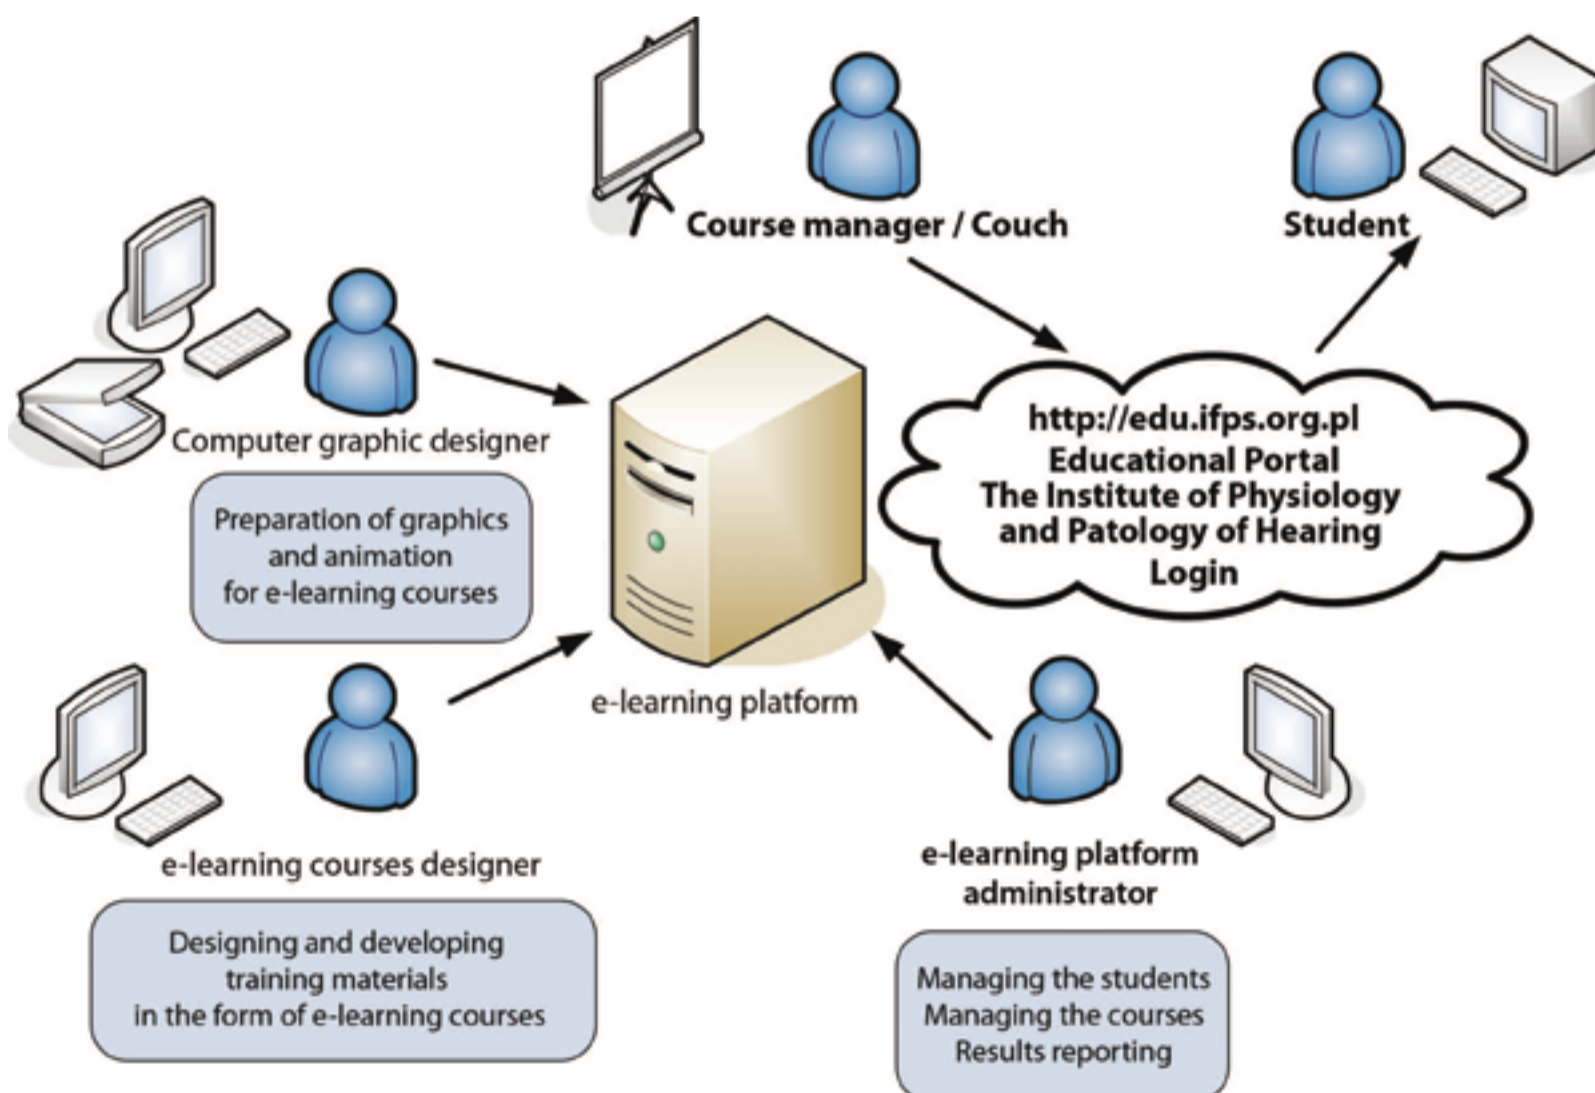 Course manager / Couch
Student
Computer graphic designer
Preparation of graphics
and animation
for e-learning courses
http://edu.ifps.org.pl
Educational Portal
The Institute of Physiology
and Patology of Hearing
Login
e-learning platform
e-learning courses designer
Designing and developing
training materials
in the form of e-learning courses
e-learning platform
administrator
Managing the students
Managing the courses
Results reporting